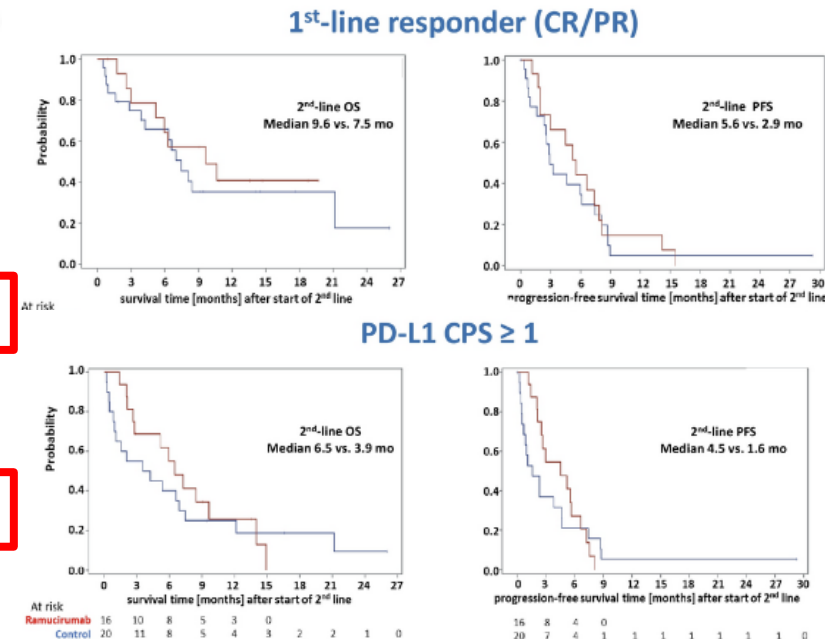 1st-line responder (CR/PR)
Probability
1.0
0.8
0.6
0.4
0.2
0.0
2nd-line OS
Median 9.6 vs. 7.5 mo
0 3 6 9 12 15 18 21 24 27
survival time [months] after start of 2nd line
At risk
1.0
0.8
0.6
0.4
0.2
0.0
2nd-line PFS
Median 5.6 vs. 2.9 mo
0 3 6 9 12 15 18 21 24 27 30
progression-free survival time [months] after start of 2nd line
PD-L1 CPS ≥ 1
Probability
1.0
0.8
0.6
0.4
0.2
0.0
2nd-line OS
Median 6.5 vs. 3.9 mo
0 3 6 9 12 15 18 21 24 27
survival time [months] after start of 2nd line
At risk
Ramucirumab 16 10 8 5 3 0
Control 20 11 8 5 4 3 2 2 1 0
1.0
0.8
0.6
0.4
0.2
0.0
2nd-line PFS
Median 4.5 vs. 1.6 mo
0 3 6 9 12 15 18 21 24 27 30
progression-free survival time [months] after start of 2nd line
16 8 4 0
20 7 4 1 1 1 1 1 1 1 0